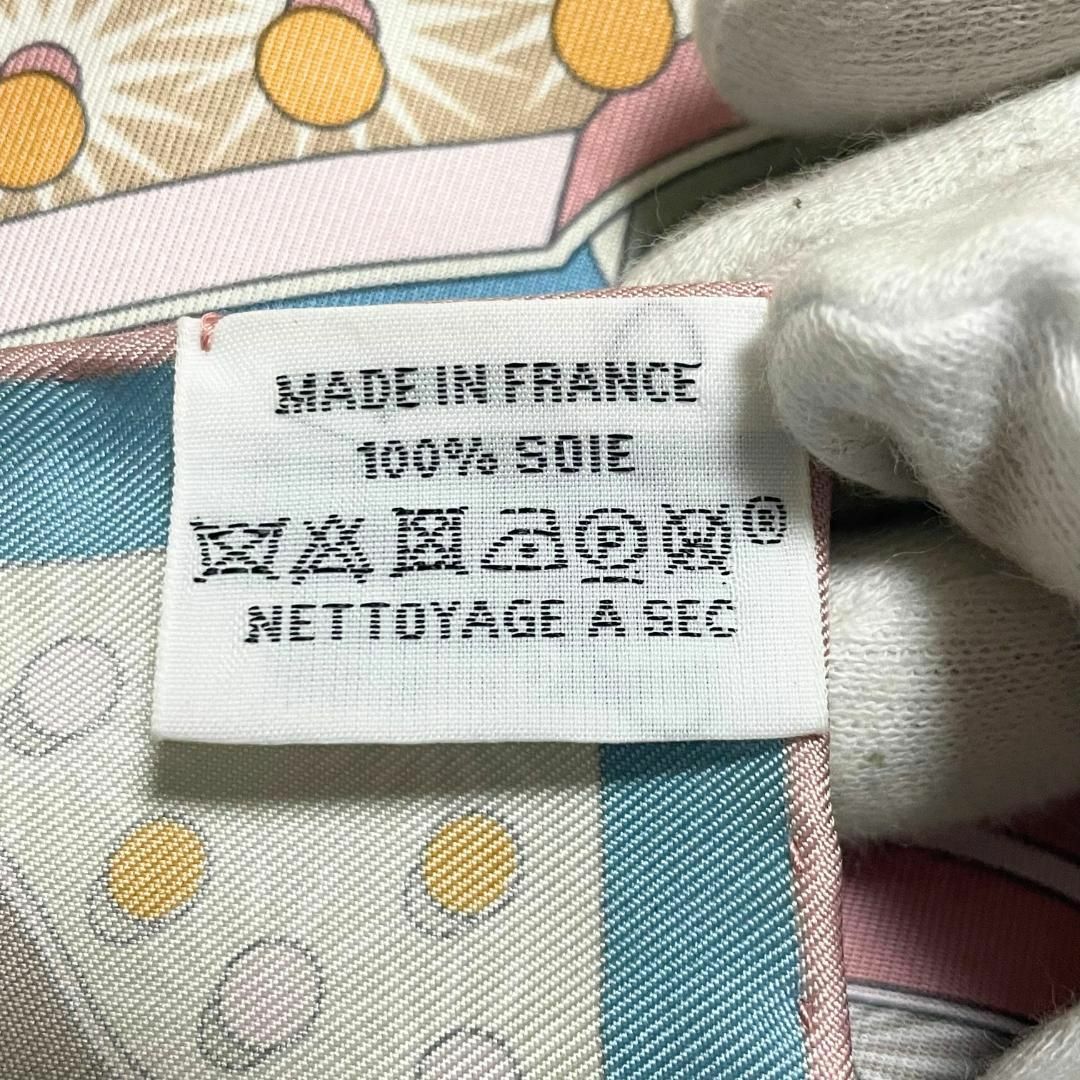 MADE IN FRANCE
100% SOIE
P W ®
NETTOYAGE A SEC